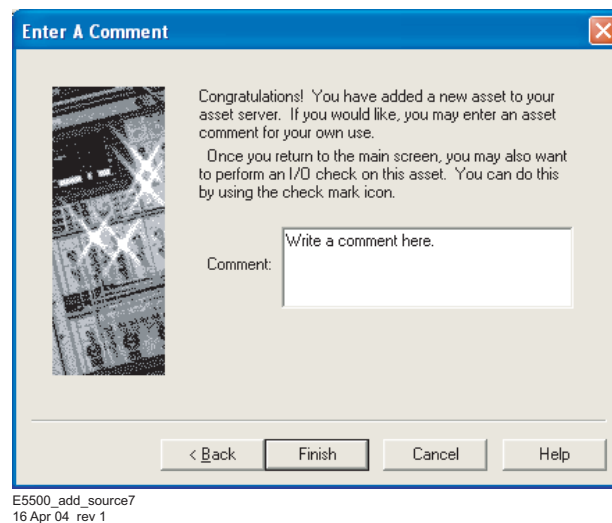 Enter A Comment
Congratulations! You have added a new asset to your
asset server. If you would like, you may enter an asset
comment for your own use.
Once you return to the main screen, you may also want
to perform an I/O check on this asset. You can do this
by using the check mark icon.
Comment:
Write a comment here.
< Back
Finish
Cancel
Help
E5500_add_source7
16 Apr 04 rev 1